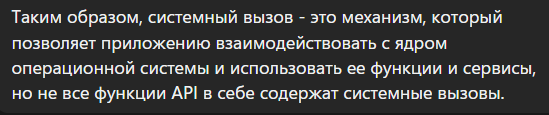 Таким образом, системный вызов - это механизм, который
позволяет приложению взаимодействовать с ядром
операционной системы и использовать ее функции и сервисы,
но не все функции API в себе содержат системные вызовы.